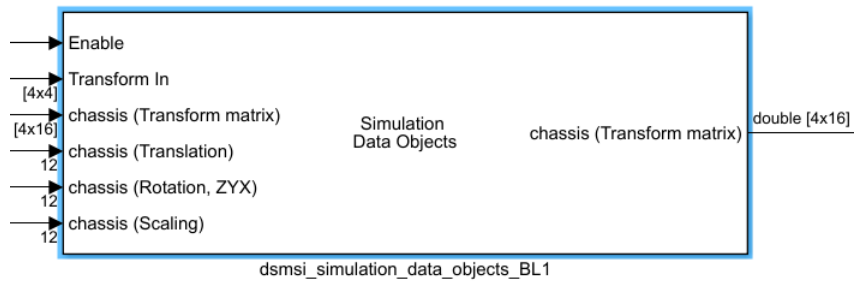 Enable
Transform In
[4x4]
chassis (Transform matrix)
[4x16]
chassis (Translation)
12
chassis (Rotation, ZYX)
12
chassis (Scaling)
12
Simulation
Data Objects
chassis (Transform matrix)
double [4x16]
dsmsi_simulation_data_objects_BL1